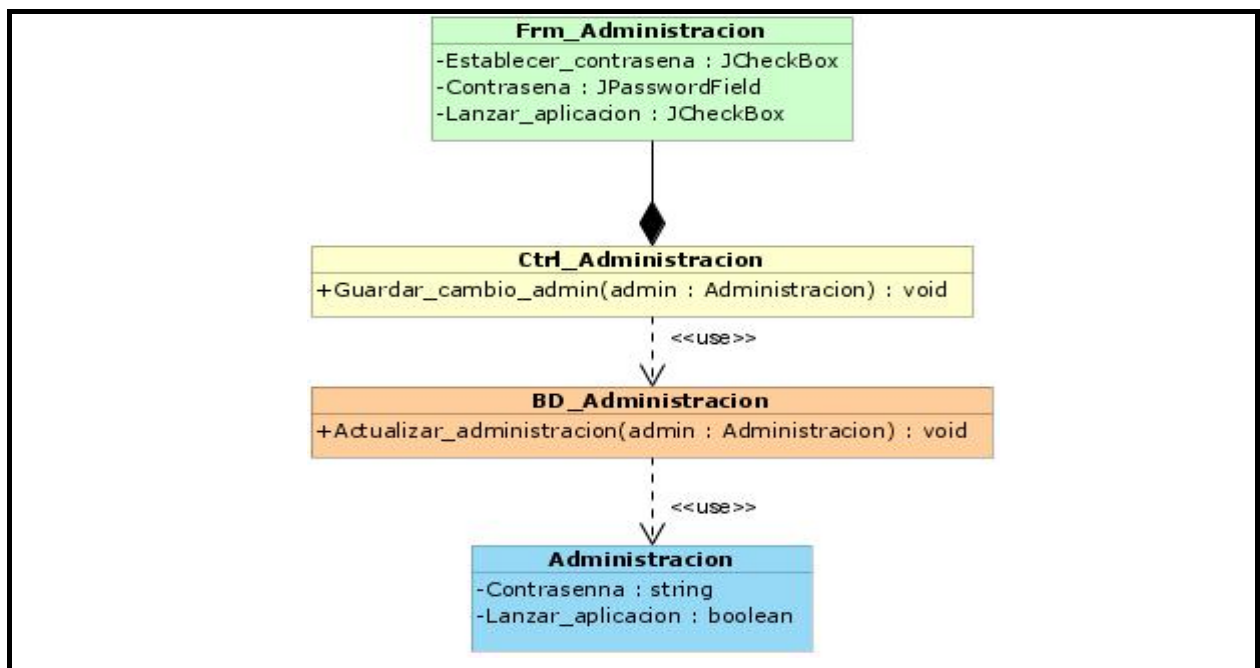 Frm_Administracion
-Establecer_contrasena : JCheckBox
-Contrasena : JPasswordField
-Lanzar_aplicacion : JCheckBox
Ctrl_Administracion
+Guardar_cambio_admin(admin : Administracion) : void
<<use>>
BD_Administracion
+Actualizar_administracion(admin : Administracion) : void
<<use>>
Administracion
-Contrasenna : string
-Lanzar_aplicacion : boolean